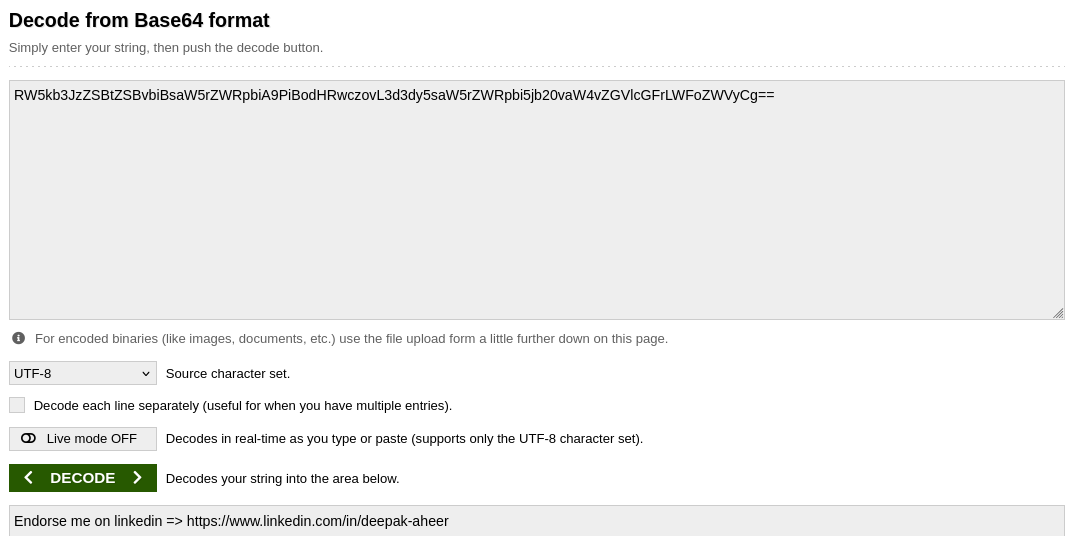 Decode from Base64 format
Simply enter your string, then push the decode button.
RW5kb3JzZSBtZSBvbiBsaW5rZWRpbiA9PiBodHRwczovL3d3dy5saW5rZWRpbi5jb20vaW4vZGVlcGFrLWFoZWVyCg==
For encoded binaries (like images, documents, etc.) use the file upload form a little further down on this page.
UTF-8 Source character set.
Decode each line separately (useful for when you have multiple entries).
Live mode OFF Decodes in real-time as you type or paste (supports only the UTF-8 character set).
DECODE Decodes your string into the area below.
Endorse me on linkedin => https://www.linkedin.com/in/deepak-aheer